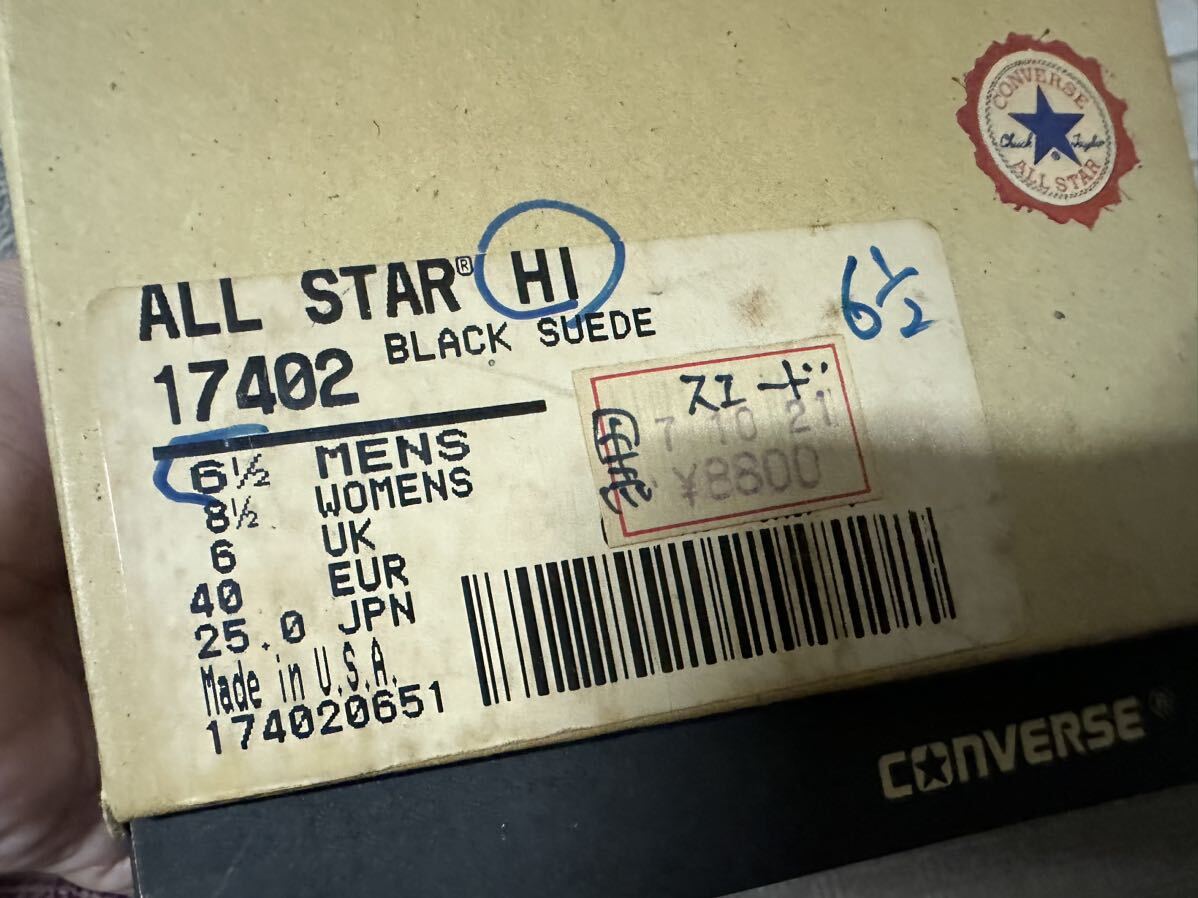 CONVERSE
Chuck Taylor
ALL STAR
ALL STAR® HI
BLACK SUEDE
17402
6½
スエード
7 10 21
¥8800
6½ MENS
8½ WOMENS
6 UK
40 EUR
25.0 JPN
Made in U.S.A.
174020651
CONVERSE®